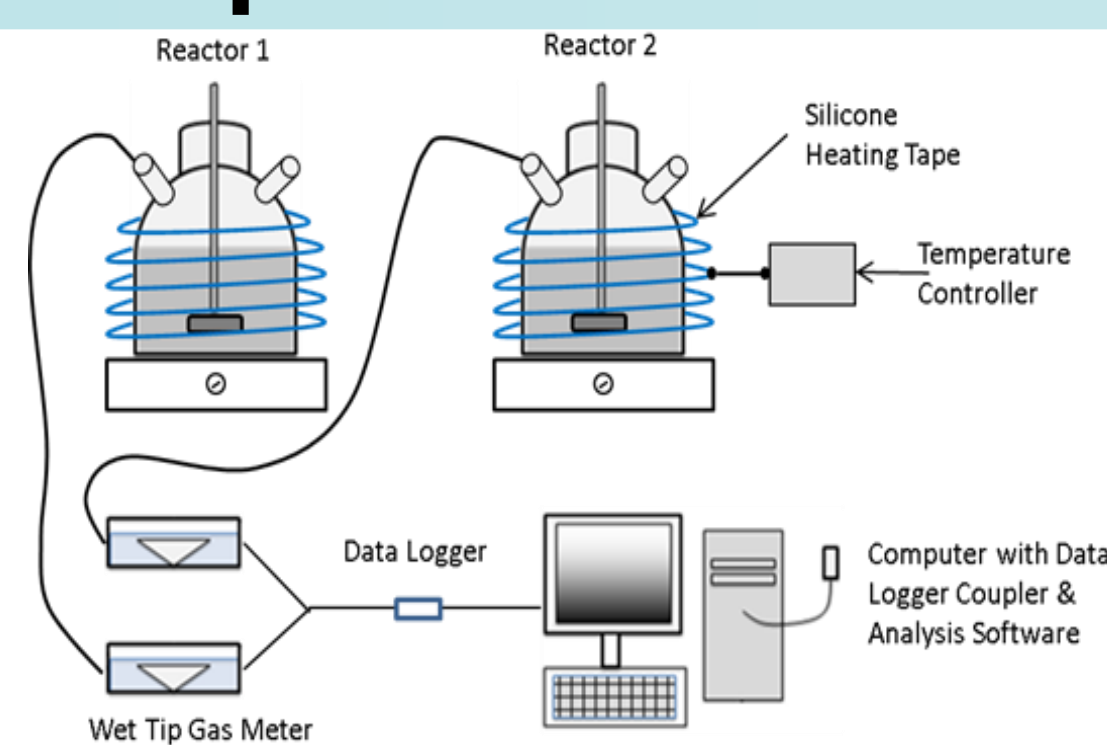 Reactor 1
Reactor 2
Silicone
Heating Tape
Temperature
Controller
Data Logger
Computer with Data
Logger Coupler &
Analysis Software
Wet Tip Gas Meter